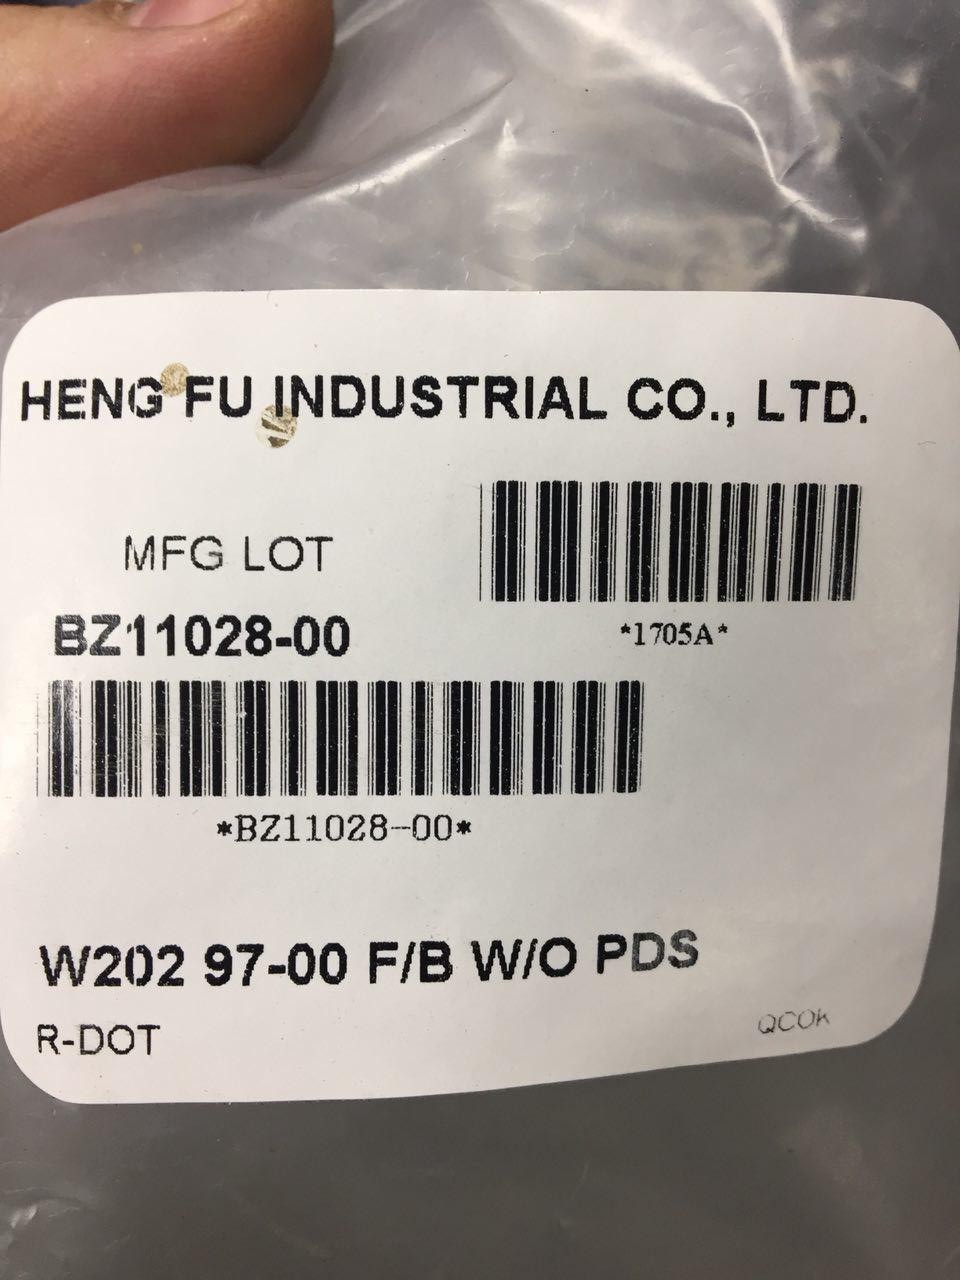 HENG FU INDUSTRIAL CO., LTD.
MFG LOT
*1705A*
BZ11028-00
*BZ11028-00*
W202 97-00 F/B W/O PDS
R-DOT
QCOK